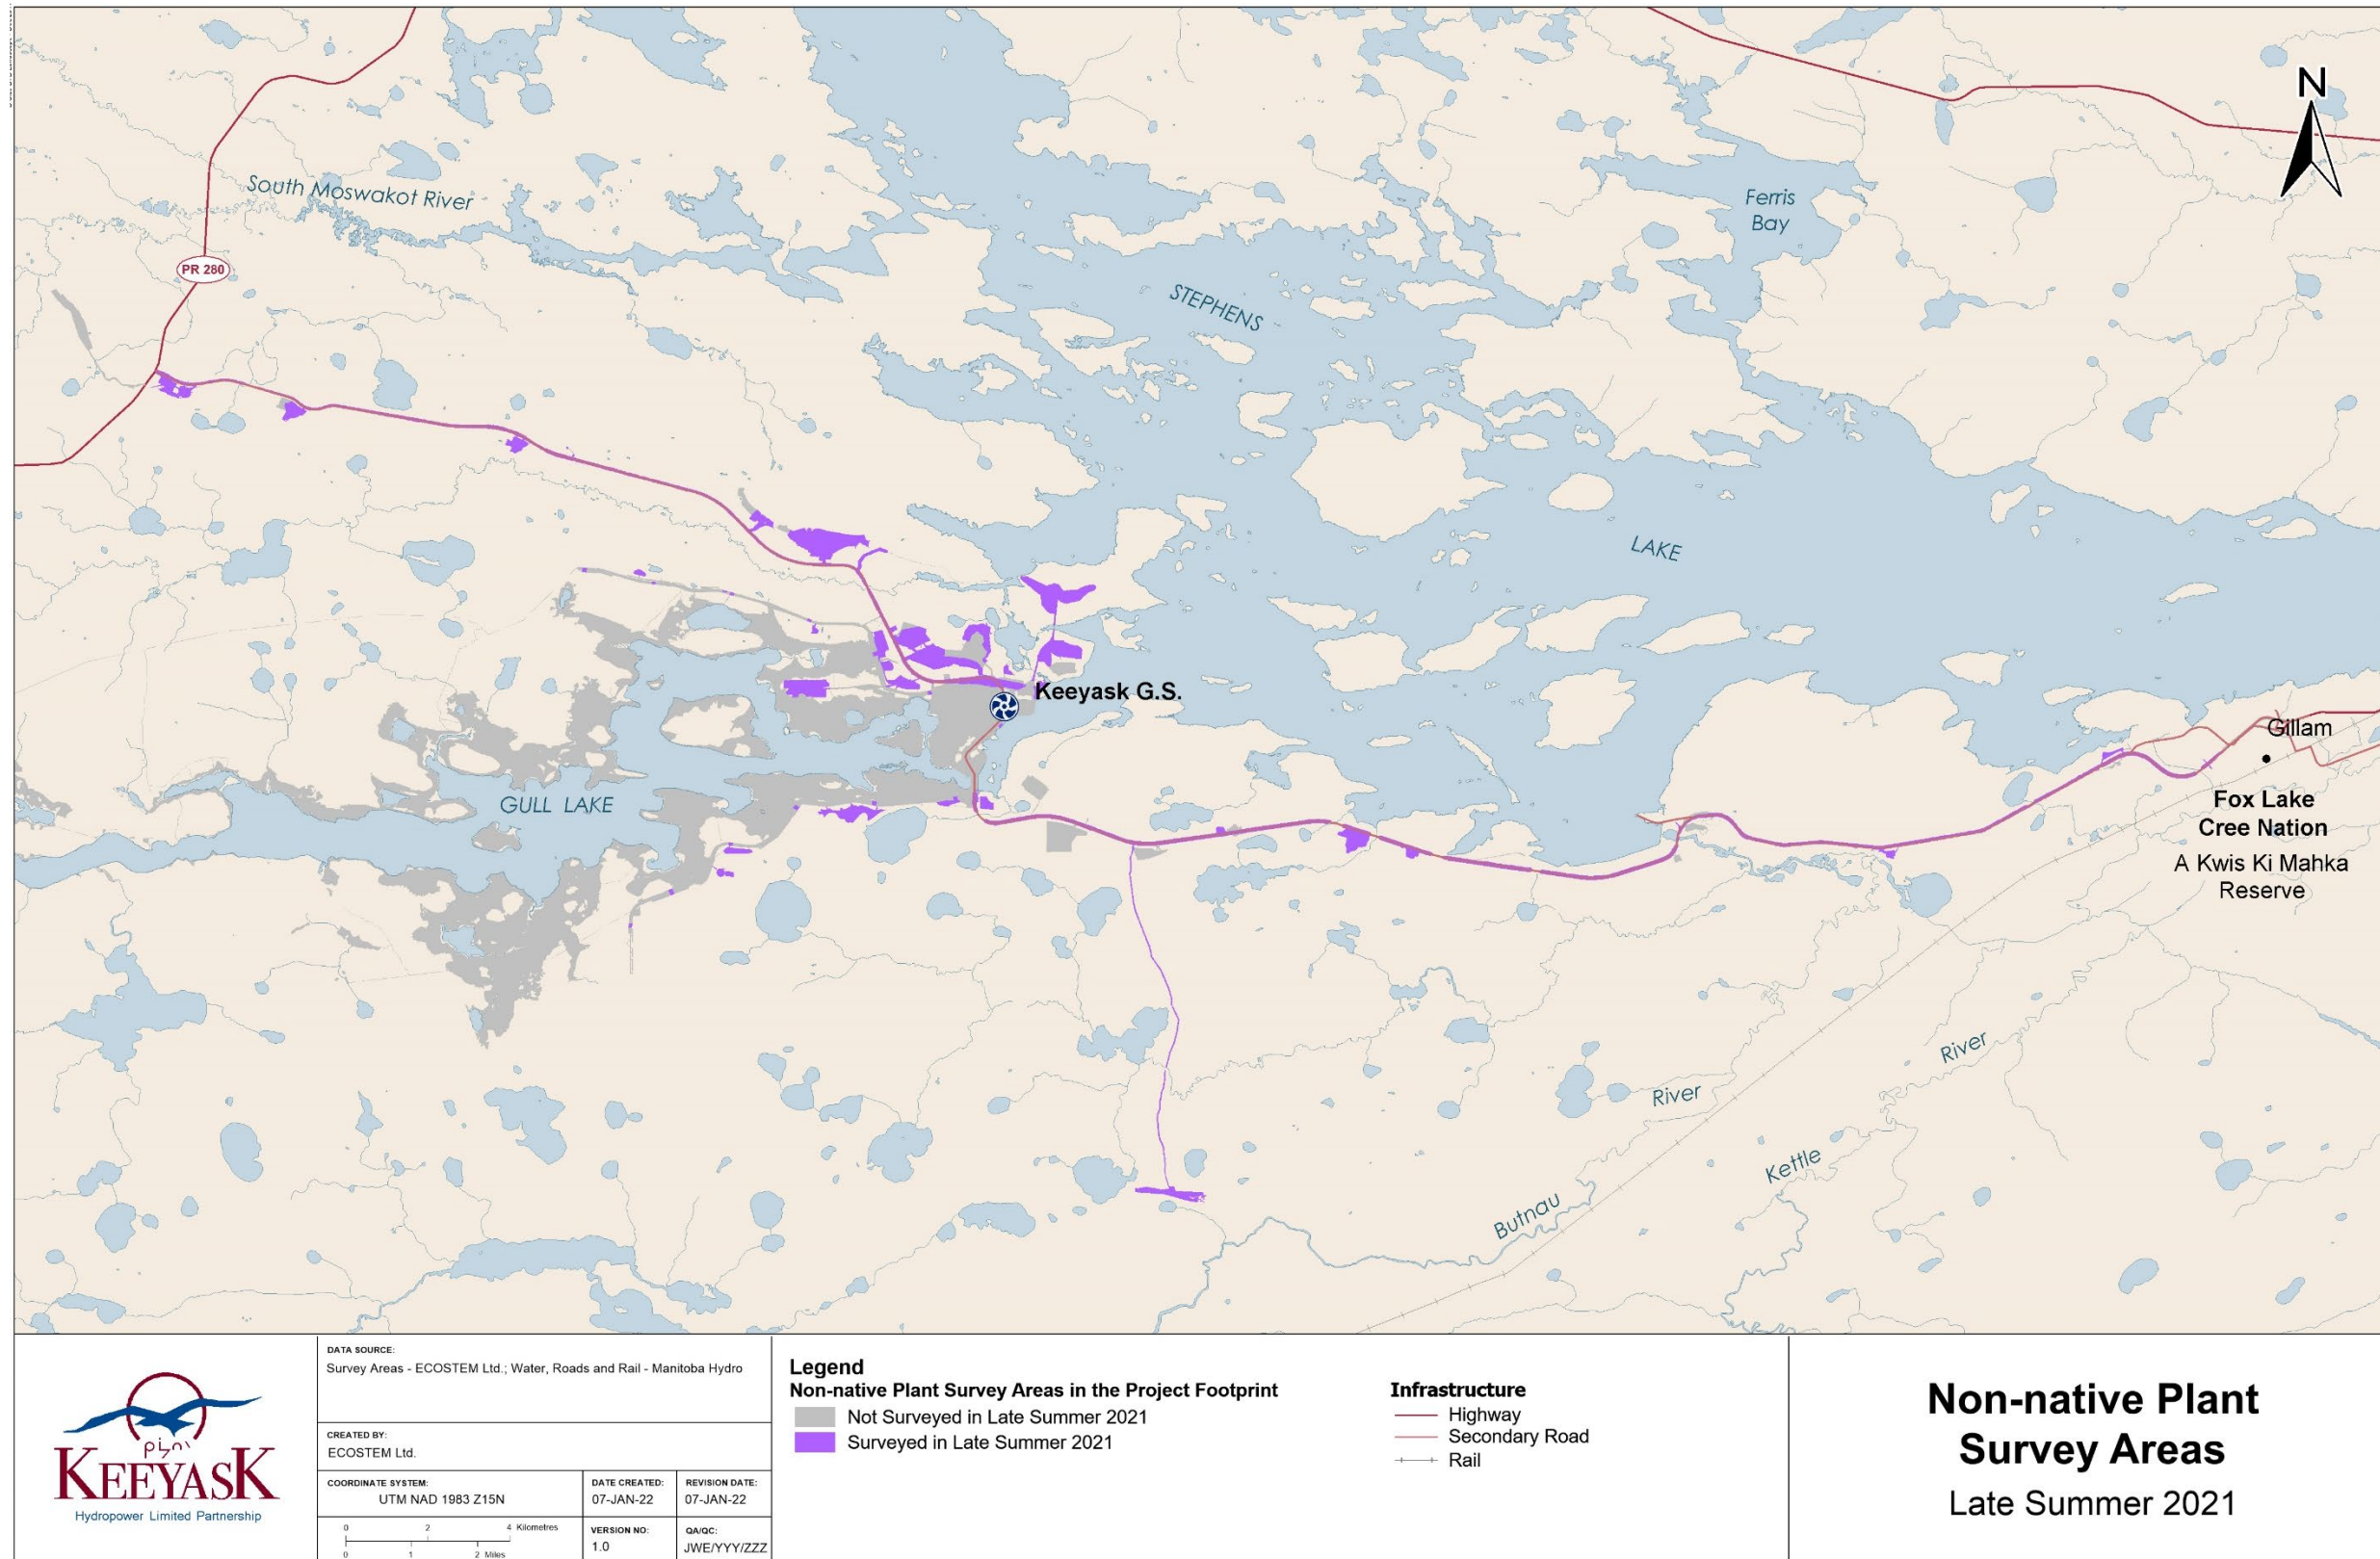 N
South Moswakot River
Ferris
Bay
PR 280
STEPHENS
LAKE
Keeyask G.S.
Gillam
GULL LAKE
Fox Lake
Cree Nation
A Kwis Ki Mahka
Reserve
River
River
Kettle
Butnau
ᑭᔭᐢᐠ
KEEYASK
Hydropower Limited Partnership
DATA SOURCE:
Survey Areas - ECOSTEM Ltd.; Water, Roads and Rail - Manitoba Hydro
CREATED BY:
ECOSTEM Ltd.
COORDINATE SYSTEM:
UTM NAD 1983 Z15N
DATE CREATED:
07-JAN-22
REVISION DATE:
07-JAN-22
0 2 4 Kilometres
0 1 2 Miles
VERSION NO:
1.0
QA/QC:
JWE/YYY/ZZZ
Legend
Non-native Plant Survey Areas in the Project Footprint
Not Surveyed in Late Summer 2021
Surveyed in Late Summer 2021
Infrastructure
Highway
Secondary Road
Rail
Non-native Plant
Survey Areas
Late Summer 2021